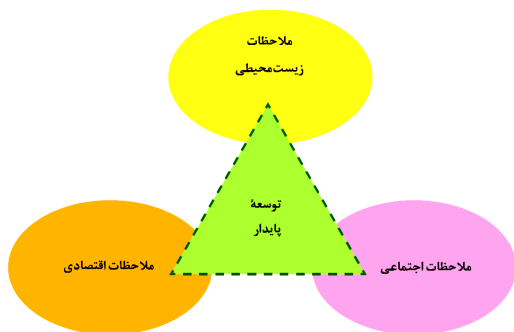 ملاحظات
زیست‌محیطی
توسعهٔ
پایدار
ملاحظات اجتماعی
ملاحظات اقتصادی